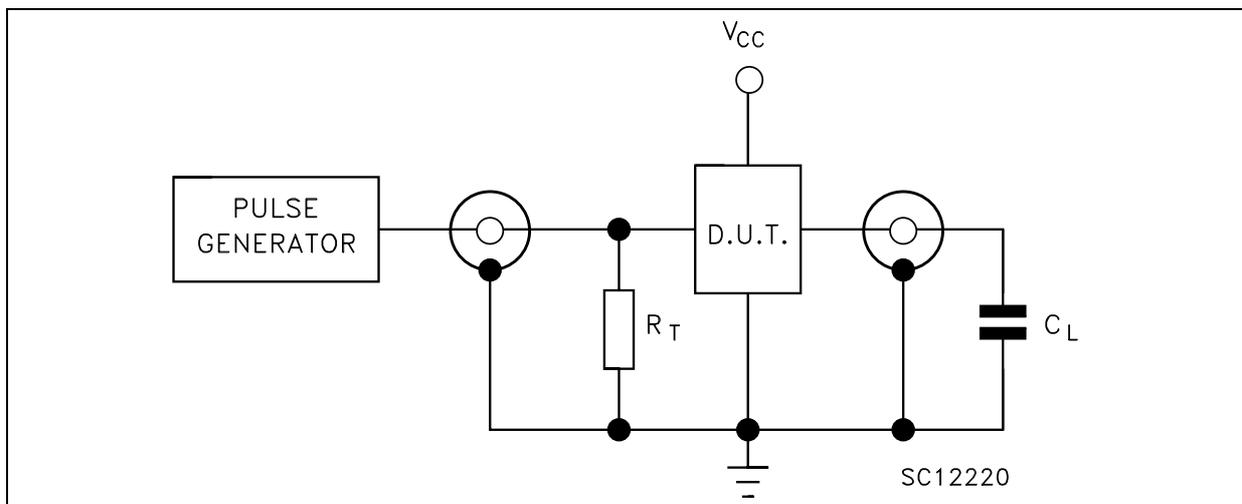 VCC
PULSE
GENERATOR
D.U.T.
RT
CL
SC12220